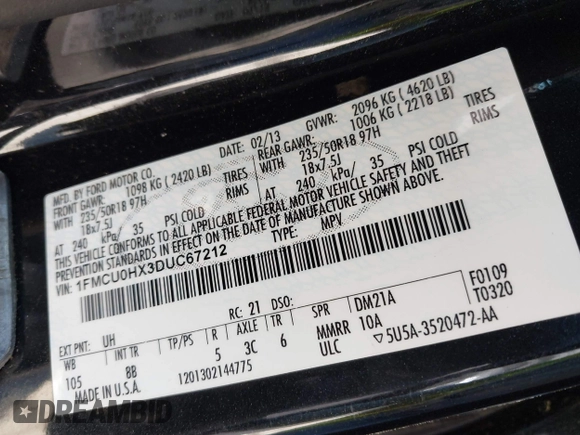 MFD. BY FORD MOTOR CO.
DATE: 02/13 GVWR: 2096 KG ( 4620 LB)
FRONT GAWR: 1098 KG ( 2420 LB) REAR GAWR: 1006 KG ( 2218 LB)
WITH 235/50R18 97H TIRES WITH 235/50R18 97H TIRES
18x7.5J RIMS 18x7.5J RIMS
AT 240 kPa/ 35 PSI COLD AT 240 kPa/ 35 PSI COLD
THIS VEHICLE CONFORMS TO ALL APPLICABLE FEDERAL MOTOR VEHICLE SAFETY AND THEFT
PREVENTION STANDARDS IN EFFECT ON THE DATE OF MANUFACTURE SHOWN ABOVE.
VIN: 1FMCU0HX3DUC67212 TYPE: MPV
F0109
T0320
EXT PNT: UH RC: 21 DSO:
WB INT TR TP/PS R AXLE TR SPR DM21A
105 8B 5 3C 6 MMRR 10A
MADE IN U.S.A. 1201302144775 ULC 5U5A-3520472-AA
DREAMBID